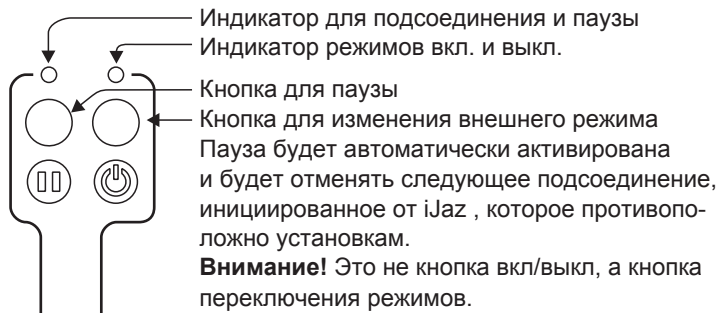 Индикатор для подсоединения и паузы
Индикатор режимов вкл. и выкл.
Кнопка для паузы
Кнопка для изменения внешнего режима
Пауза будет автоматически активирована
и будет отменять следующее подсоединение,
инициированное от iJaz , которое противопо-
ложно установкам.
Внимание! Это не кнопка вкл/выкл, а кнопка
переключения режимов.